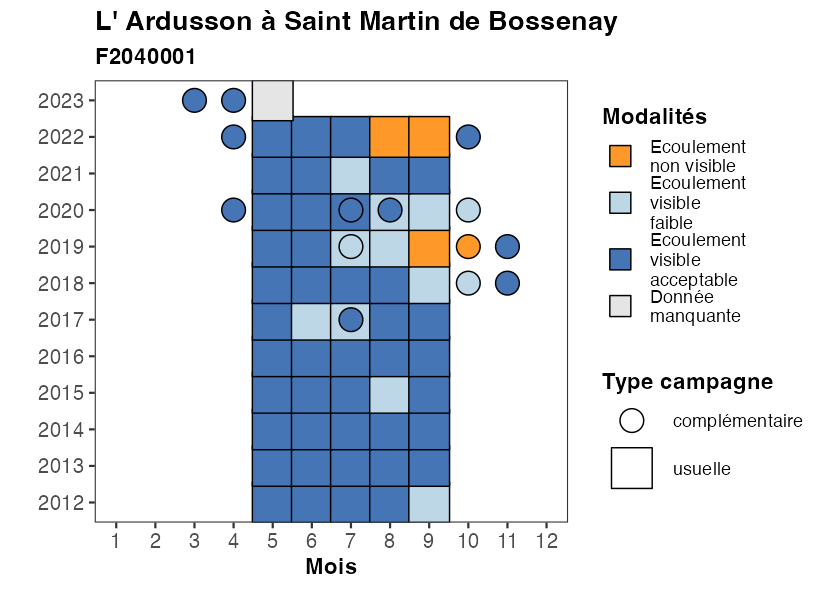 L' Ardusson à Saint Martin de Bossenay
F2040001
2023
2022
2021
2020
2019
2018
2017
2016
2015
2014
2013
2012
1 2 3 4 5 6 7 8 9 10 11 12
Mois
Modalités
Ecoulement
non visible
Ecoulement
visible
faible
Ecoulement
visible
acceptable
Donnée
manquante
Type campagne
complémentaire
usuelle